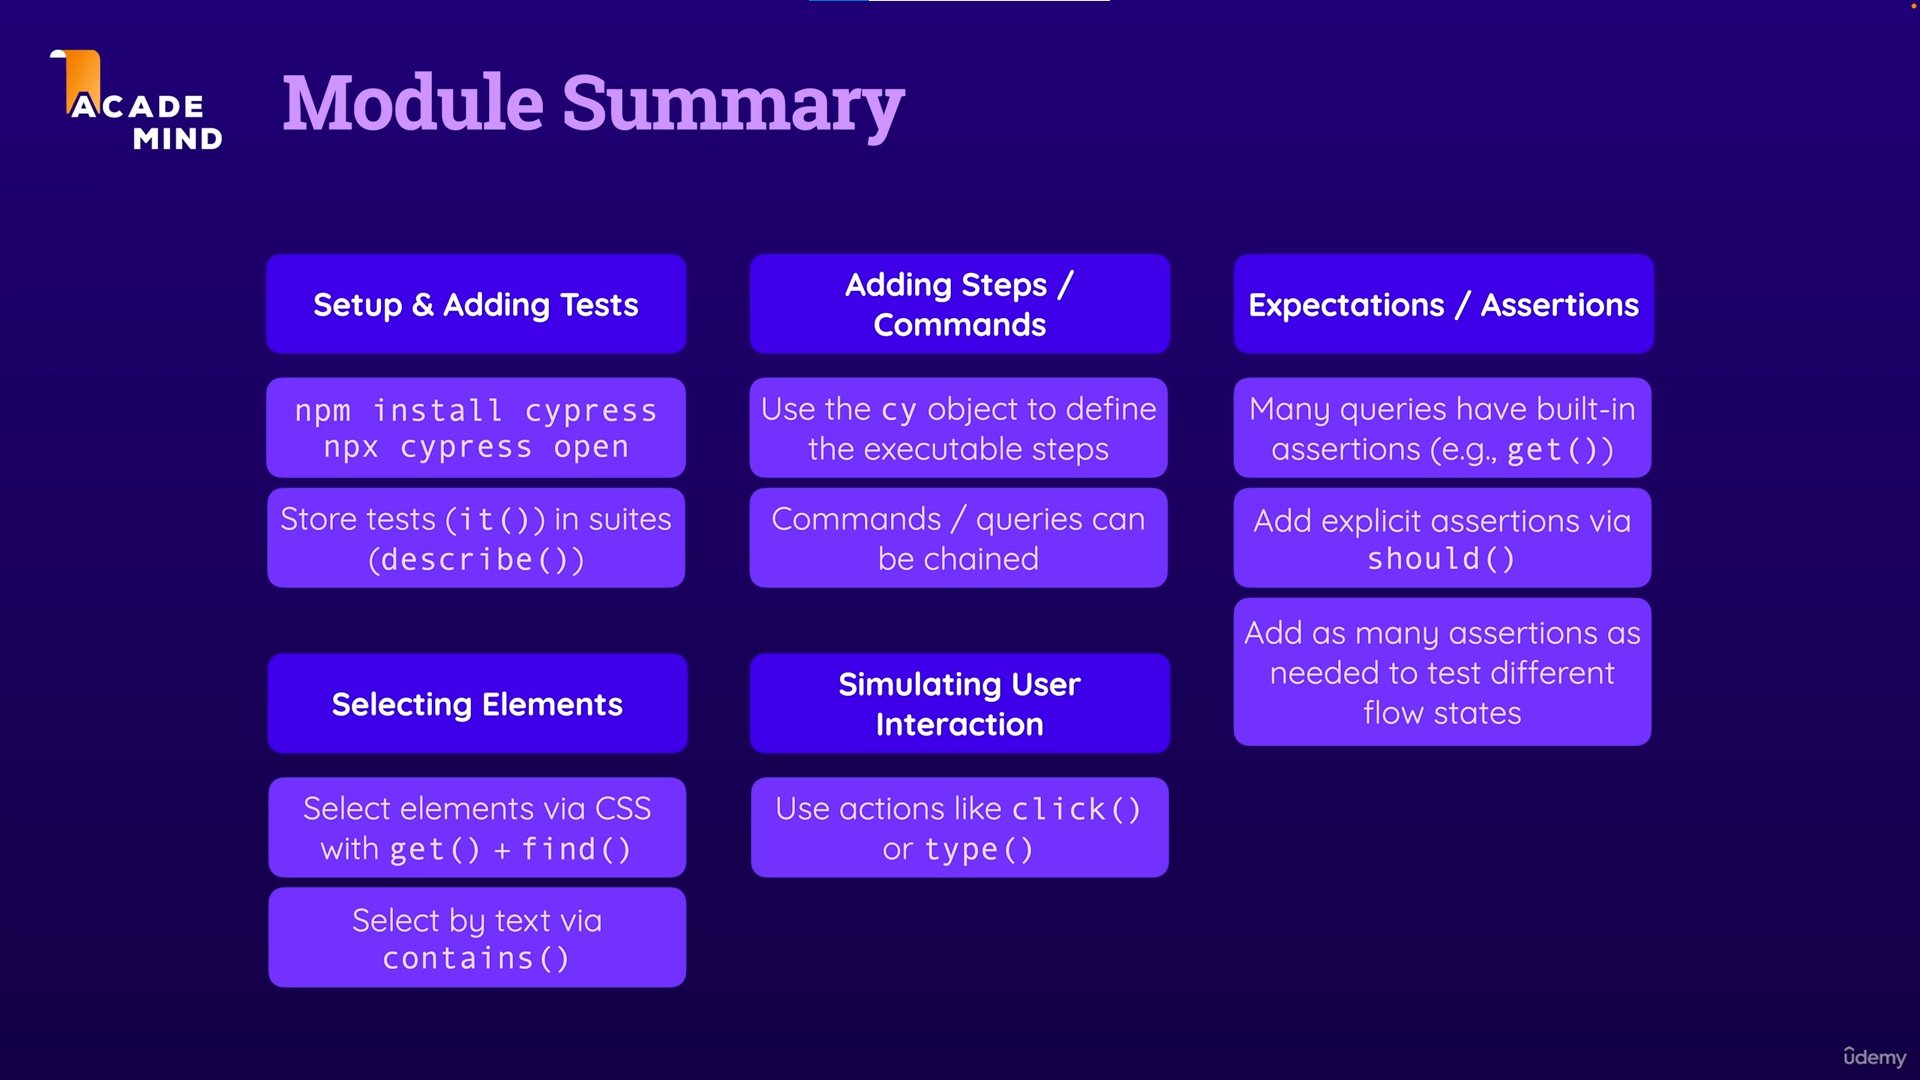 ACADE
MIND
Module Summary
Setup & Adding Tests
npm install cypress
npx cypress open
Store tests (it()) in suites
(describe())
Adding Steps /
Commands
Use the cy object to define
the executable steps
Commands / queries can
be chained
Expectations / Assertions
Many queries have built-in
assertions (e.g., get())
Add explicit assertions via
should()
Add as many assertions as
needed to test different
flow states
Selecting Elements
Select elements via CSS
with get() + find()
Select by text via
contains()
Simulating User
Interaction
Use actions like click()
or type()
ûdemy